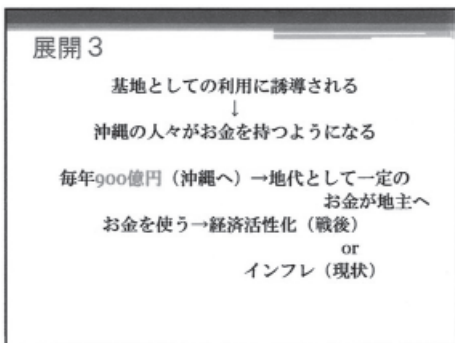 展開3
基地としての利用に誘導される
↓
沖縄の人々がお金を持つようになる
毎年900億円（沖縄へ）→地代として一定の
お金が地主へ
お金を使う→経済活性化（戦後）
or
インフレ（現状）